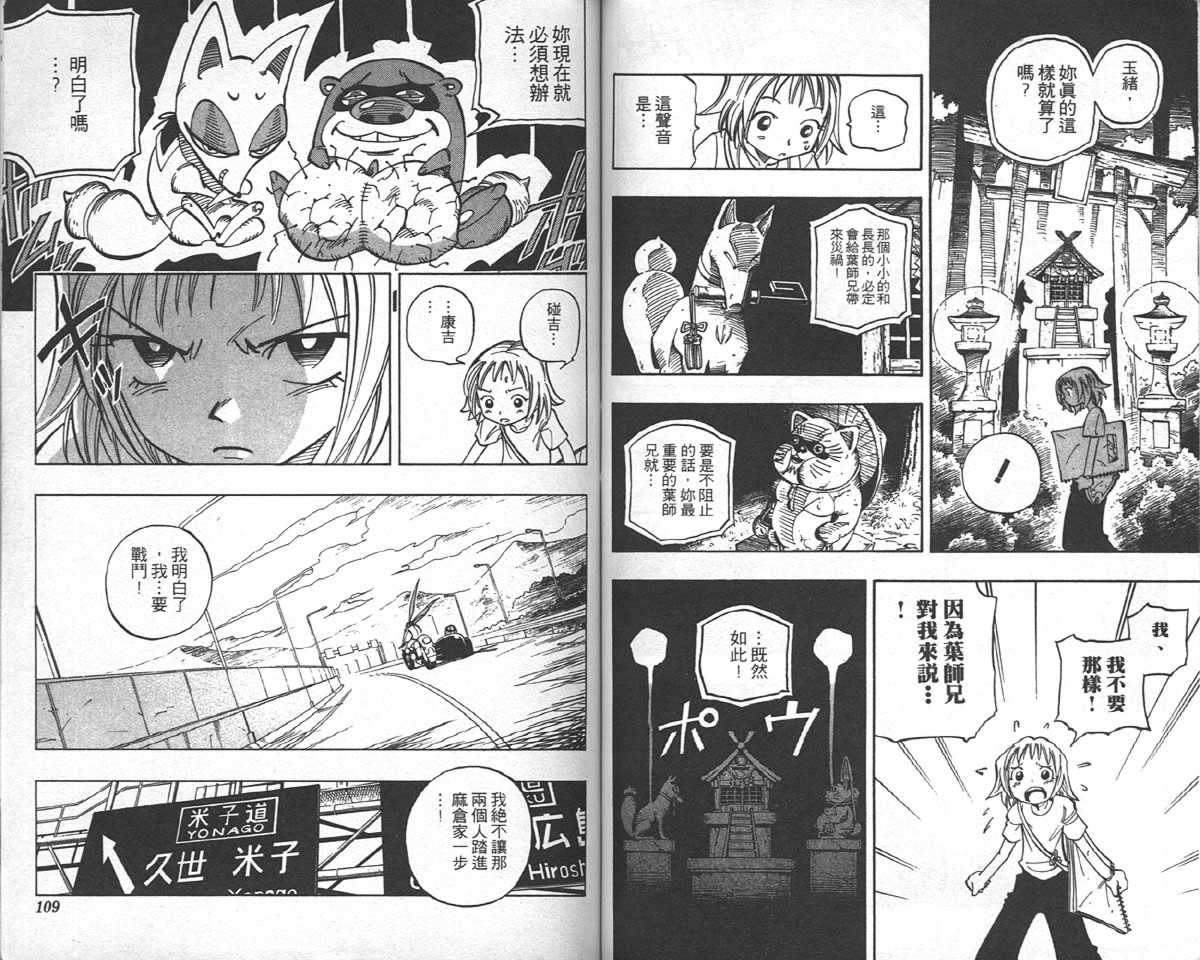 玉緒，
妳真的這
樣就算了
嗎？
！
這…
這聲音
是…
那個小小的和
長長的，必定
會給葉師兄帶
來災禍！
要是不阻止
的話，妳最
重要的葉師
兄就…
我、
我不要
那樣！
因為葉師兄
對我來説…
！
…既然
如此！
ポウ
妳現在就
必須想辦
法…
明白了嗎
…？
碰吉…
…康吉
…
我明白了
，我…要
戰鬥！
米子道
YONAGO
久世 米子
Yonago
広島
Hirosh
我絕不讓那
兩個人踏進
麻倉家一步
…！
109